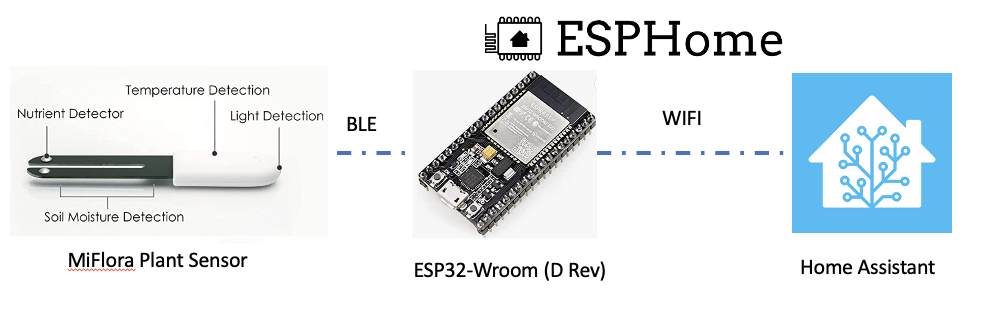 ESPHome
Temperature Detection
Nutrient Detector
Light Detection
BLE
WIFI
Soil Moisture Detection
MiFlora Plant Sensor
ESP32-Wroom (D Rev)
Home Assistant